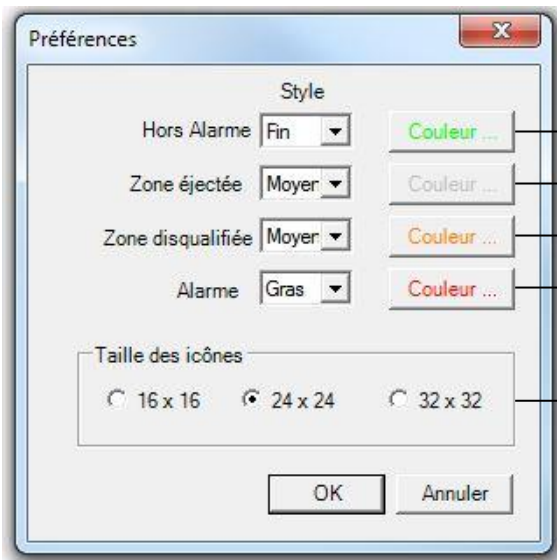 Préférences
Style
Hors Alarme Fin Couleur ...
Zone éjectée Moyen Couleur ...
Zone disqualifiée Moyen Couleur ...
Alarme Gras Couleur ...
Taille des icônes
16 x 16 24 x 24 32 x 32
OK Annuler